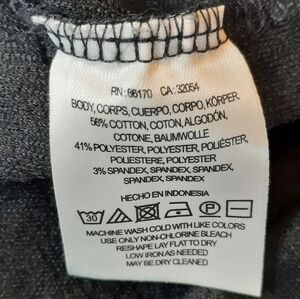 RN: 96170 CA: 32054
BODY, CORPS, CUERPO, CORPO, KÖRPER
56% COTTON, COTON, ALGODÓN,
COTONE, BAUMWOLLE
41% POLYESTER, POLYESTER, POLIÉSTER,
POLIESTERE, POLYESTER
3% SPANDEX, SPANDEX, SPANDEX,
SPANDEX, SPANDEX
HECHO EN INDONESIA
30
P
MACHINE WASH COLD WITH LIKE COLORS
USE ONLY NON-CHLORINE BLEACH
RESHAPE LAY FLAT TO DRY
LOW IRON AS NEEDED
MAY BE DRY CLEANED